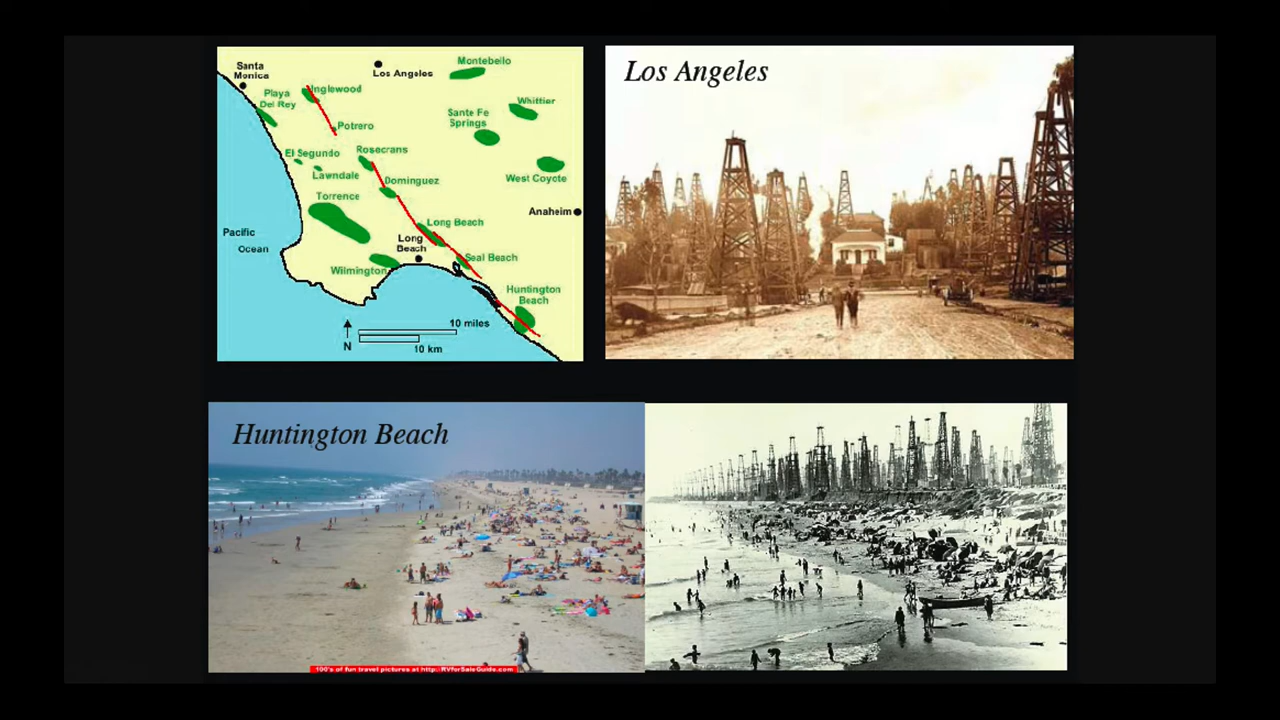 Santa
Monica
Los Angeles
Montebello
Playa
Del Rey
Inglewood
Whittier
Sante Fe
Springs
Potrero
El Segundo
Rosecrans
Lawndale
Dominguez
West Coyote
Torrence
Anaheim
Pacific
Ocean
Long Beach
Long
Beach
Wilmington
Seal Beach
Huntington
Beach
10 miles
N
10 km
Los Angeles
Huntington Beach
100's of fun travel pictures at http://RVforSaleGuide.com